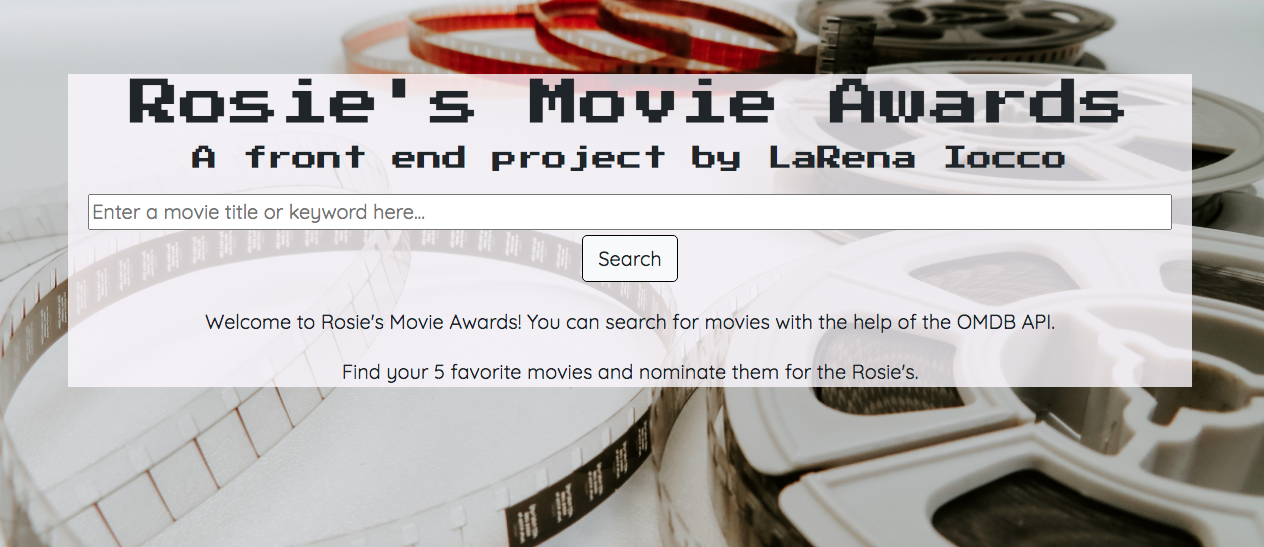 Rosie's Movie Awards
A front end project by LaRena Iocco
Enter a movie title or keyword here...
Search
Welcome to Rosie's Movie Awards! You can search for movies with the help of the OMDB API.
Find your 5 favorite movies and nominate them for the Rosie's.